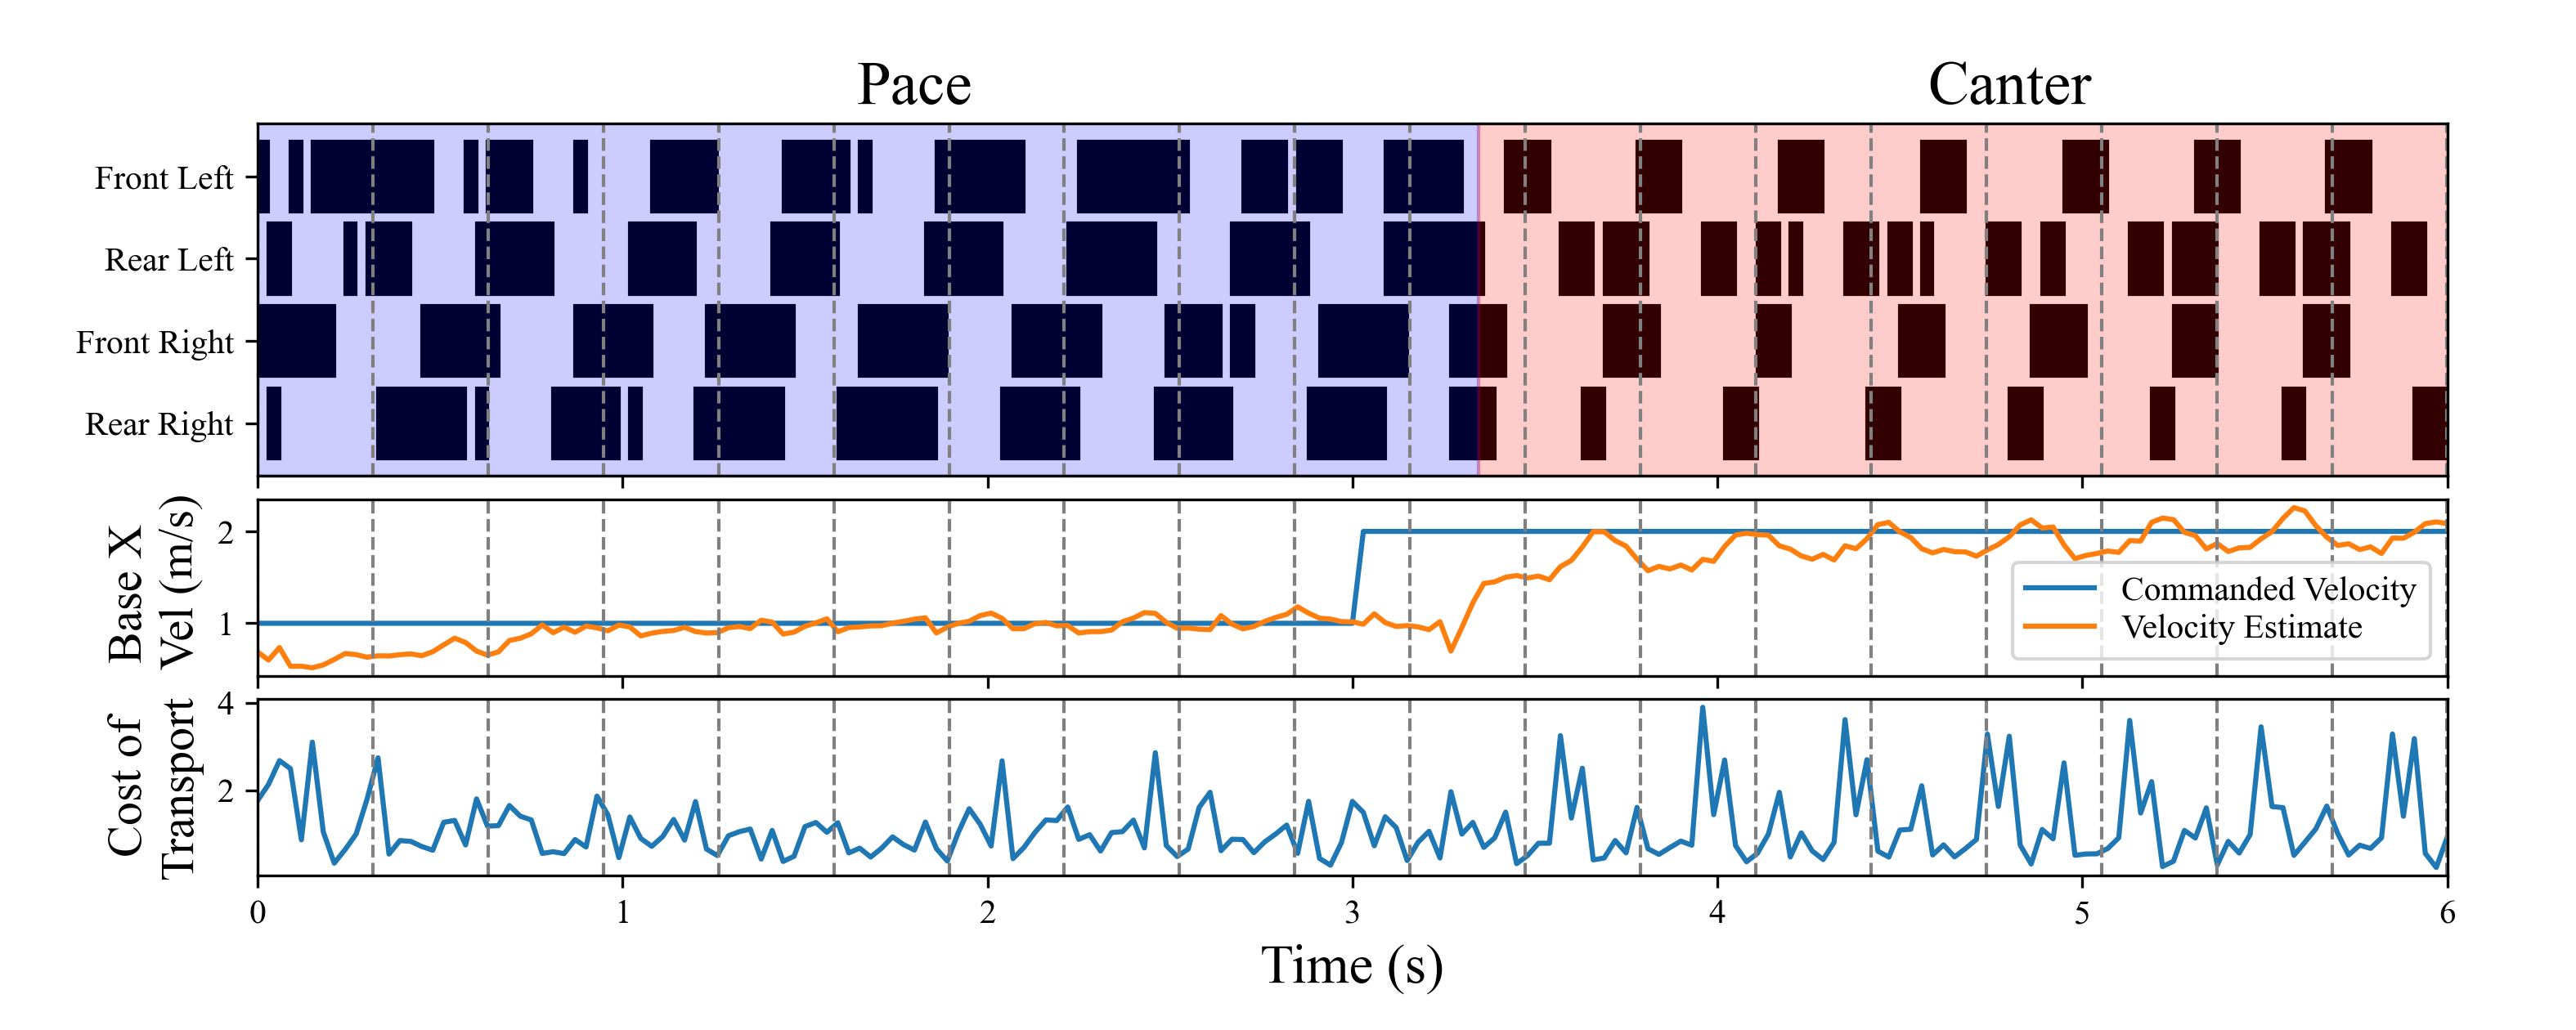 Pace
Canter
Front Left
Rear Left
Front Right
Rear Right
Base X
Vel (m/s)
2
1
Commanded Velocity
Velocity Estimate
Cost of
Transport
4
2
0
1
2
3
4
5
6
Time (s)